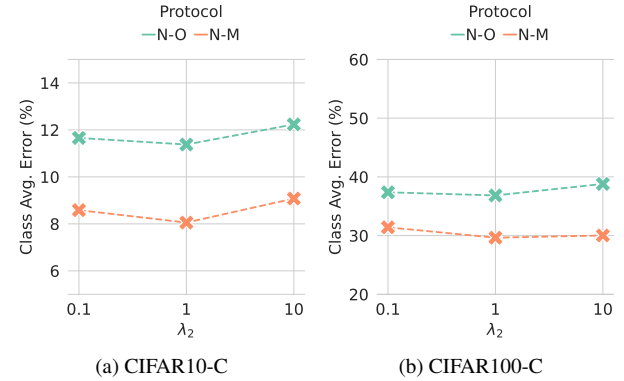 Protocol
N-O N-M
Class Avg. Error (%)
14
12
10
8
6
0.1 1 10
λ2
(a) CIFAR10-C
Protocol
N-O N-M
Class Avg. Error (%)
60
50
40
30
20
0.1 1 10
λ2
(b) CIFAR100-C